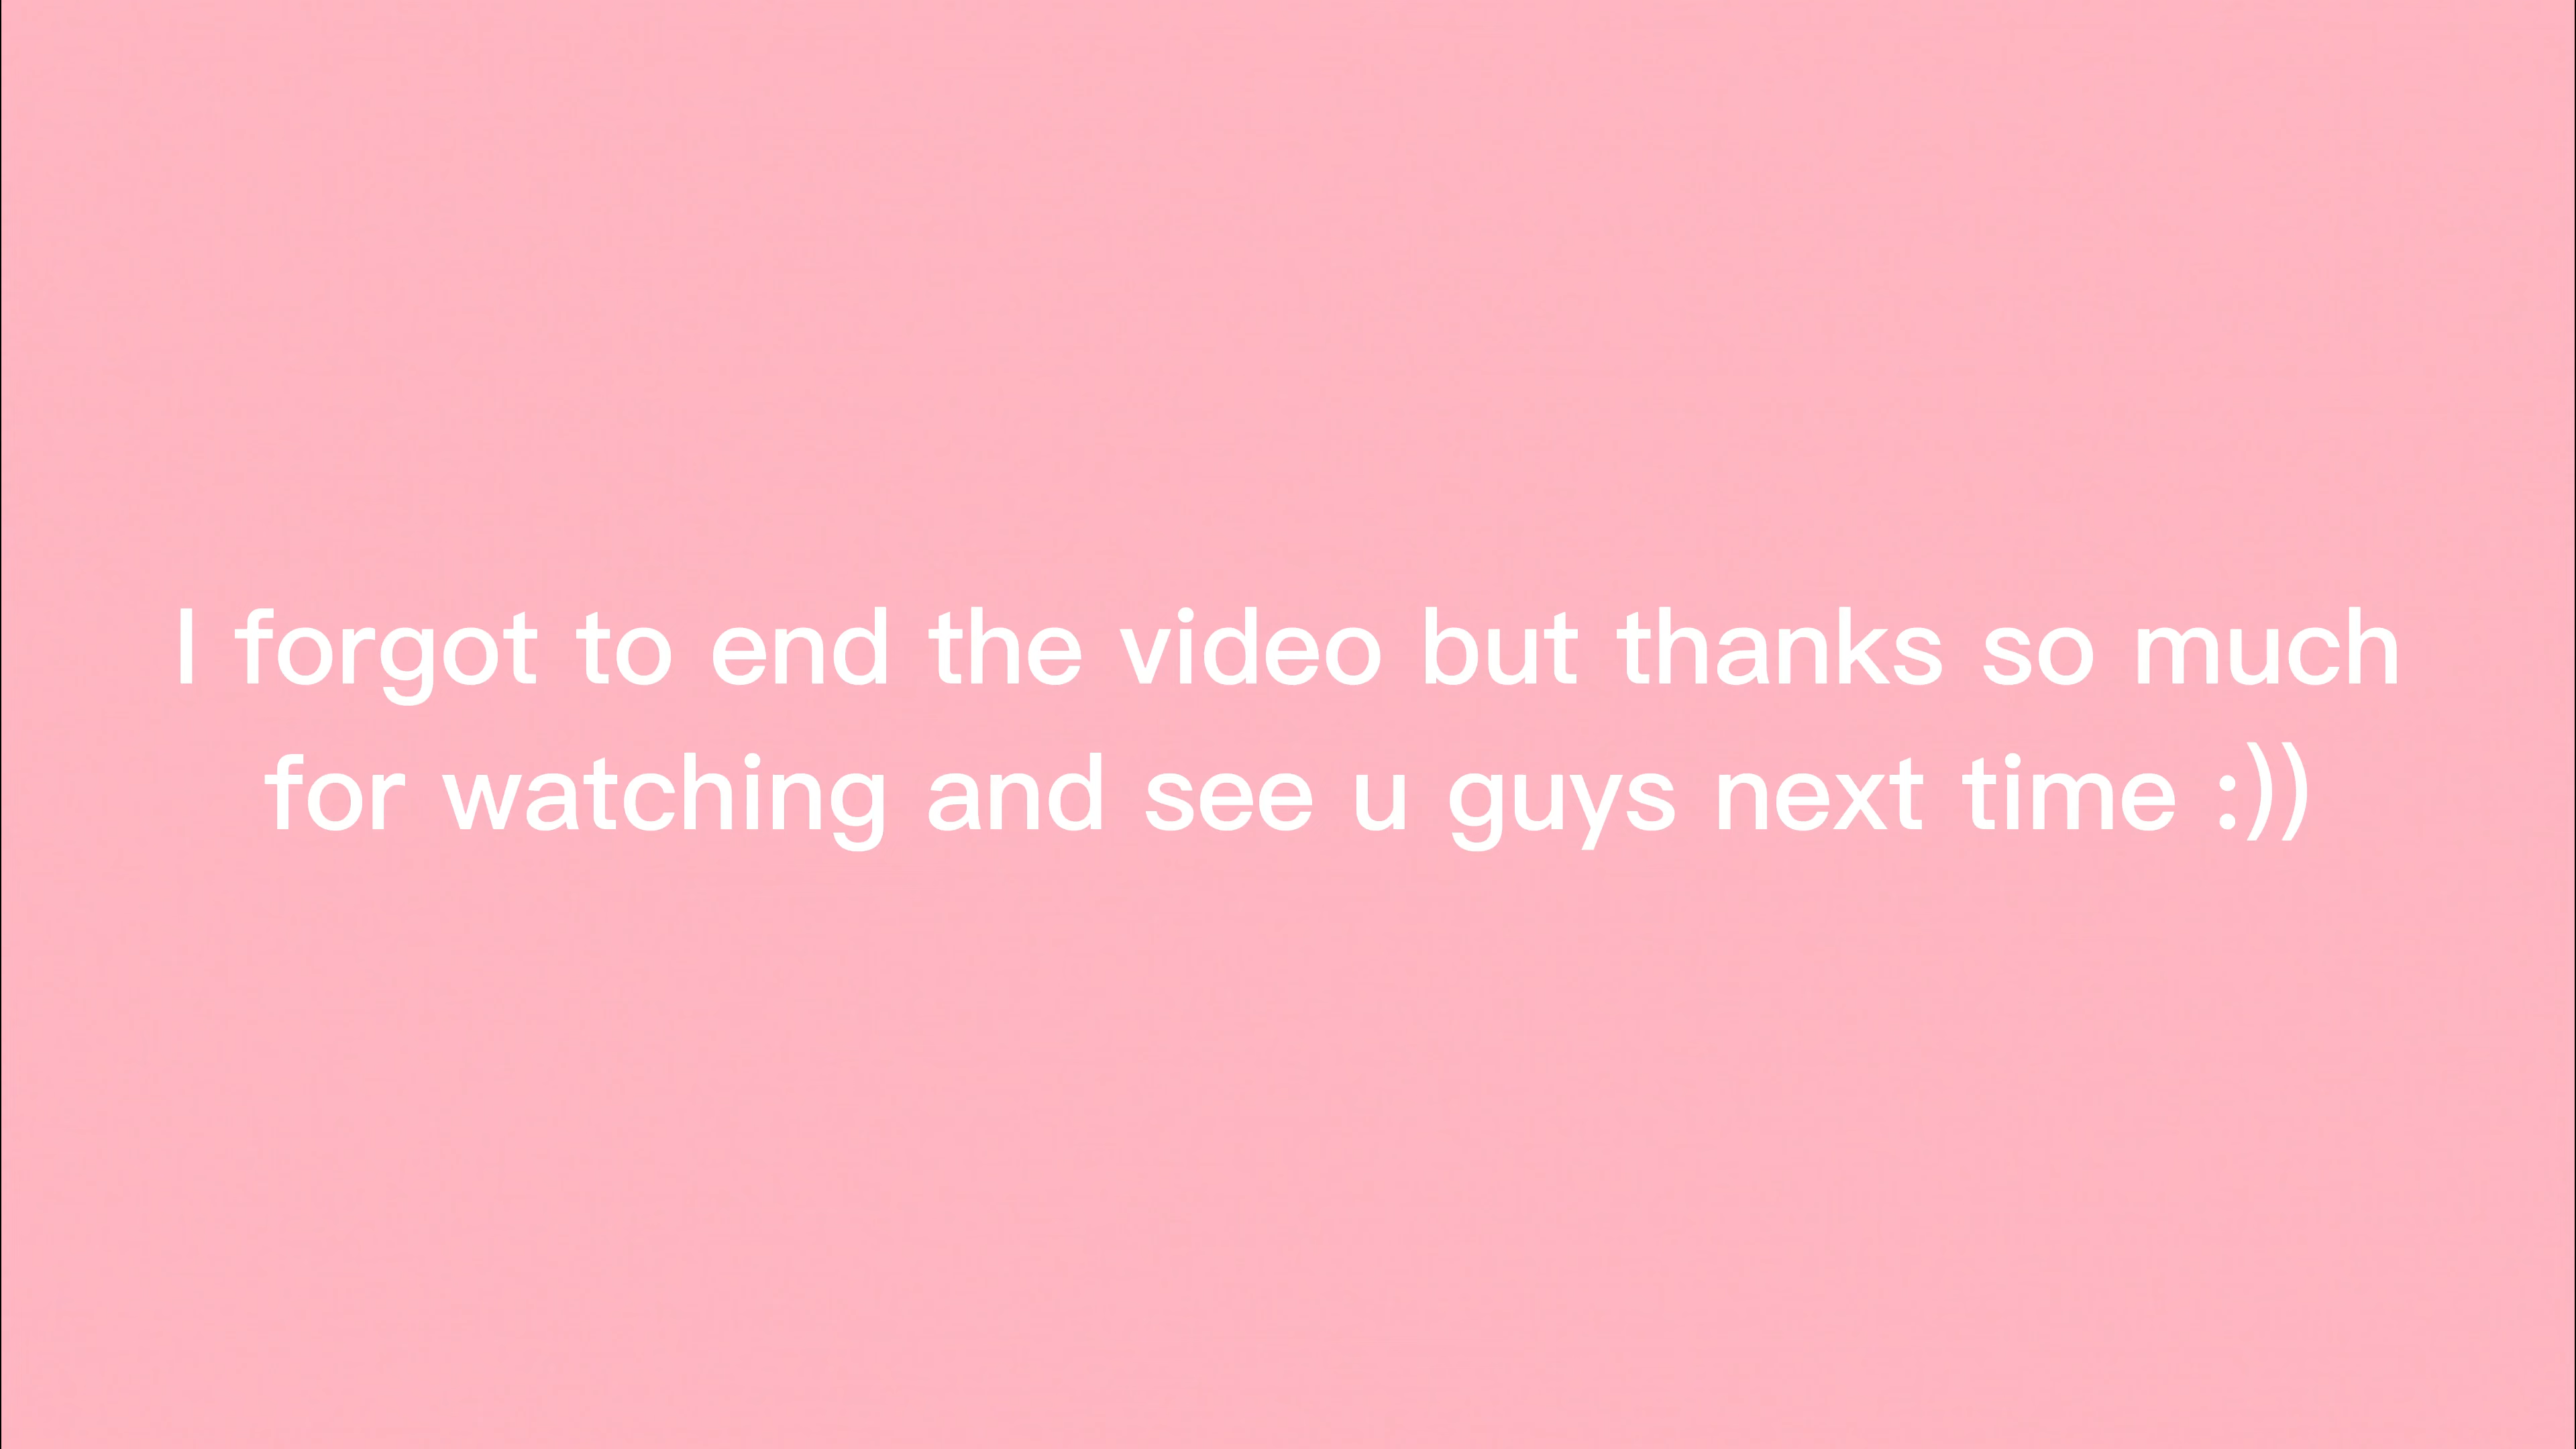 I forgot to end the video but thanks so much
for watching and see u guys next time :))